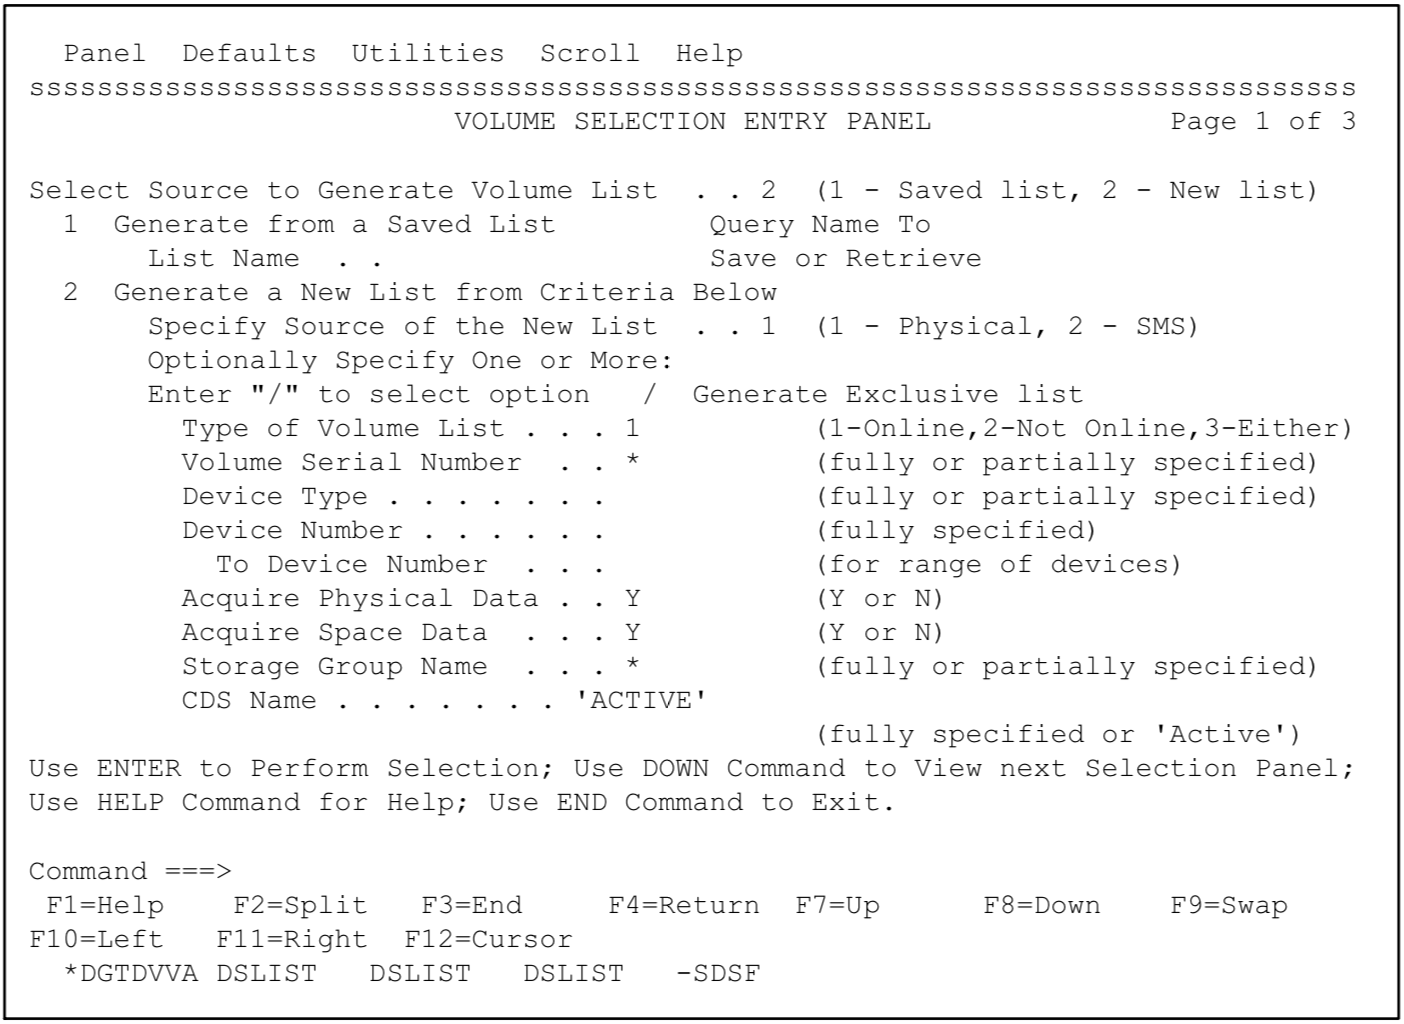 Panel  Defaults  Utilities  Scroll  Help
ssssssssssssssssssssssssssssssssssssssssssssssssssssssssssssssssssssssssssssss
VOLUME SELECTION ENTRY PANEL              Page 1 of 3
Select Source to Generate Volume List  . . 2  (1 - Saved list, 2 - New list)
1  Generate from a Saved List         Query Name To
List Name  . .                   Save or Retrieve
2  Generate a New List from Criteria Below
Specify Source of the New List  . . 1  (1 - Physical, 2 - SMS)
Optionally Specify One or More:
Enter "/" to select option  /  Generate Exclusive list
Type of Volume List . . . 1          (1-Online,2-Not Online,3-Either)
Volume Serial Number  . . *          (fully or partially specified)
Device Type . . . . . . .            (fully or partially specified)
Device Number . . . . . .            (fully specified)
To Device Number  . . .            (for range of devices)
Acquire Physical Data . . Y          (Y or N)
Acquire Space Data  . . . Y          (Y or N)
Storage Group Name  . . . *          (fully or partially specified)
CDS Name . . . . . . . 'ACTIVE'
(fully specified or 'Active')
Use ENTER to Perform Selection; Use DOWN Command to View next Selection Panel;
Use HELP Command for Help; Use END Command to Exit.
Command ===>
F1=Help    F2=Split   F3=End     F4=Return  F7=Up      F8=Down    F9=Swap
F10=Left   F11=Right  F12=Cursor
*DGTDVVA DSLIST   DSLIST   DSLIST   -SDSF